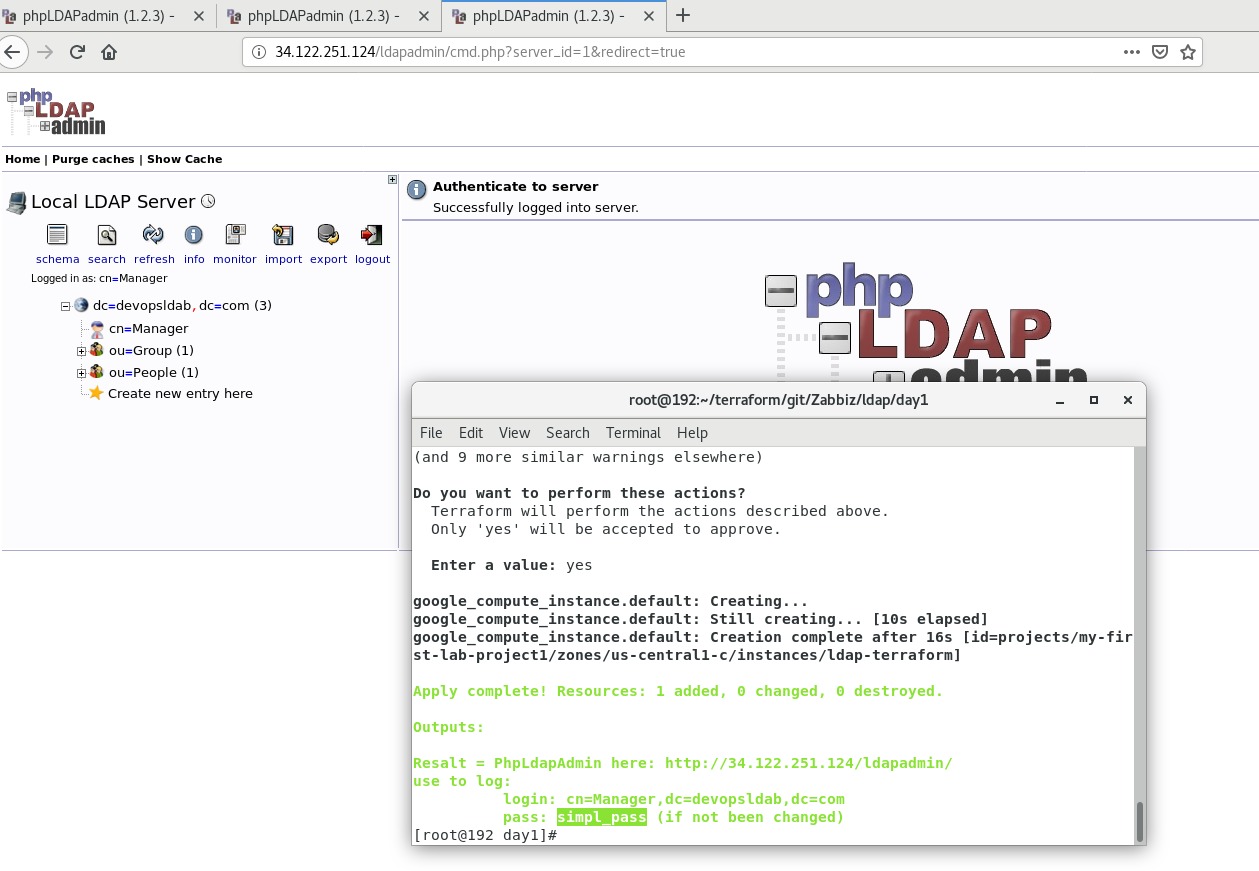 phpLDAPadmin (1.2.3) -
phpLDAPadmin (1.2.3) -
phpLDAPadmin (1.2.3) -
34.122.251.124/ldapadmin/cmd.php?server_id=1&redirect=true
php
LDAP
admin
Home | Purge caches | Show Cache
Local LDAP Server
schema search refresh info monitor import export logout
Logged in as: cn=Manager
dc=devopsldab,dc=com (3)
cn=Manager
ou=Group (1)
ou=People (1)
Create new entry here
Authenticate to server
Successfully logged into server.
php
LDAP
admin
root@192:~/terraform/git/Zabbiz/ldap/day1
File Edit View Search Terminal Help
(and 9 more similar warnings elsewhere)
Do you want to perform these actions?
Terraform will perform the actions described above.
Only 'yes' will be accepted to approve.
Enter a value: yes
google_compute_instance.default: Creating...
google_compute_instance.default: Still creating... [10s elapsed]
google_compute_instance.default: Creation complete after 16s [id=projects/my-fir
st-lab-project1/zones/us-central1-c/instances/ldap-terraform]
Apply complete! Resources: 1 added, 0 changed, 0 destroyed.
Outputs:
Resalt = PhpLdapAdmin here: http://34.122.251.124/ldapadmin/
use to log:
login: cn=Manager,dc=devopsldab,dc=com
pass: simpl_pass (if not been changed)
[root@192 day1]#